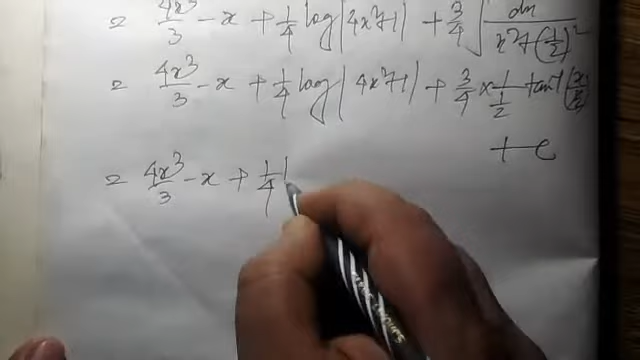 = 4x³/3 - x + 1/4 log|4x²+1| + 3/4 ∫ dx/(x²+(1/2)²)
= 4x³/3 - x + 1/4 log|4x²+1| + 3/4 × 1/(1/2) tan⁻¹(x/(1/2))
+ c
= 4x³/3 - x + 1/4 l